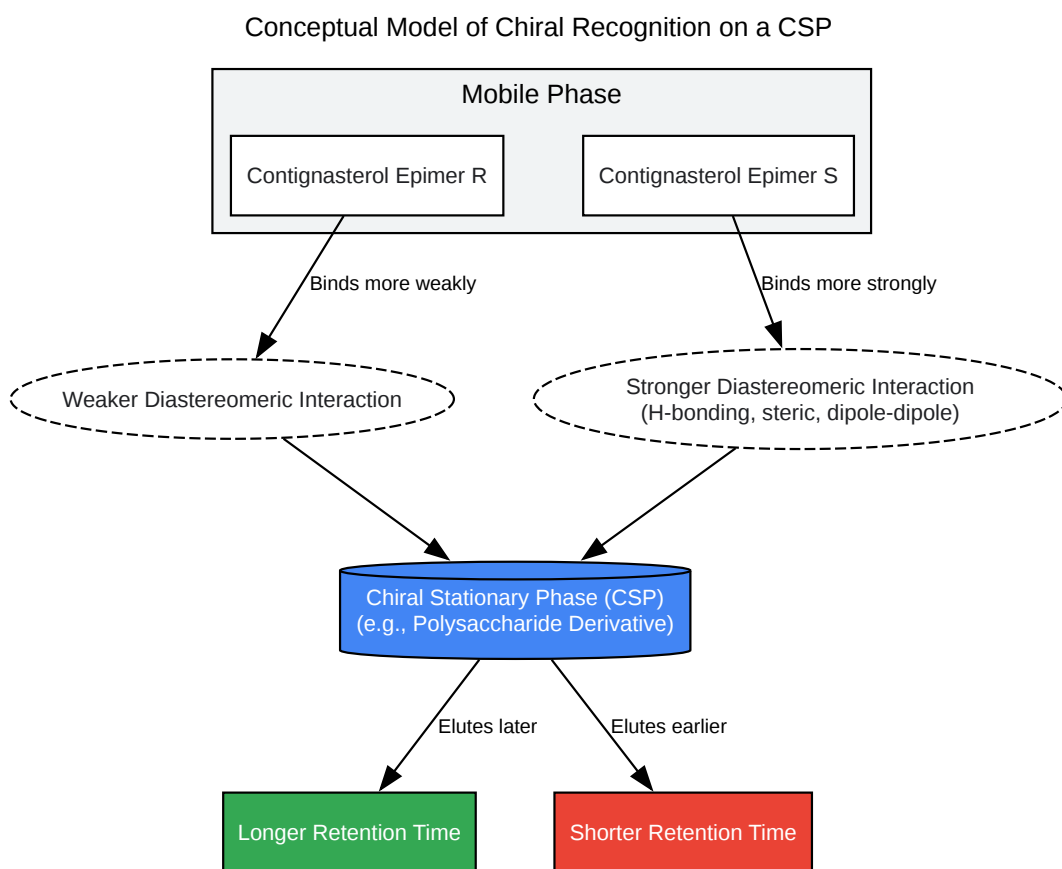 Conceptual Model of Chiral Recognition on a CSP
Mobile Phase
Contignasterol Epimer R
Contignasterol Epimer S
Binds more weakly
Binds more strongly
Weaker Diastereomeric Interaction
Stronger Diastereomeric Interaction
(H-bonding, steric, dipole-dipole)
Chiral Stationary Phase (CSP)
(e.g., Polysaccharide Derivative)
Elutes later
Elutes earlier
Longer Retention Time
Shorter Retention Time